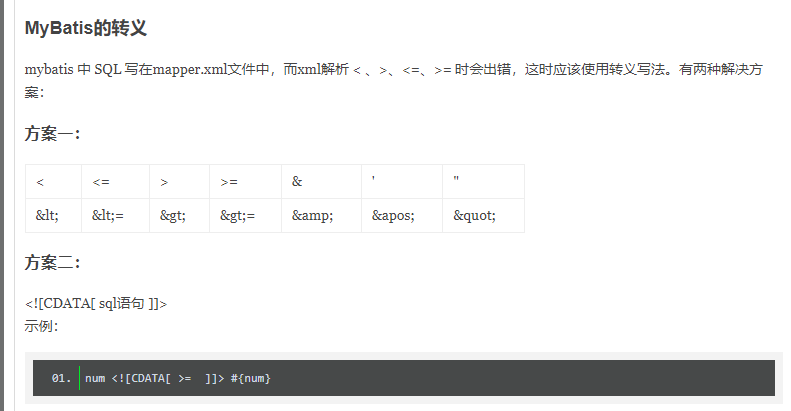 MyBatis的转义
mybatis 中 SQL 写在mapper.xml文件中，而xml解析 < 、>、<=、>= 时会出错，这时应该使用转义写法。有两种解决方
案：
方案一：
< <= > >= & ' "
&lt; &lt;= &gt; &gt;= &amp; &apos; &quot;
方案二：
<![CDATA[ sql语句 ]]>
示例：
01. num <![CDATA[ >=  ]]> #{num}